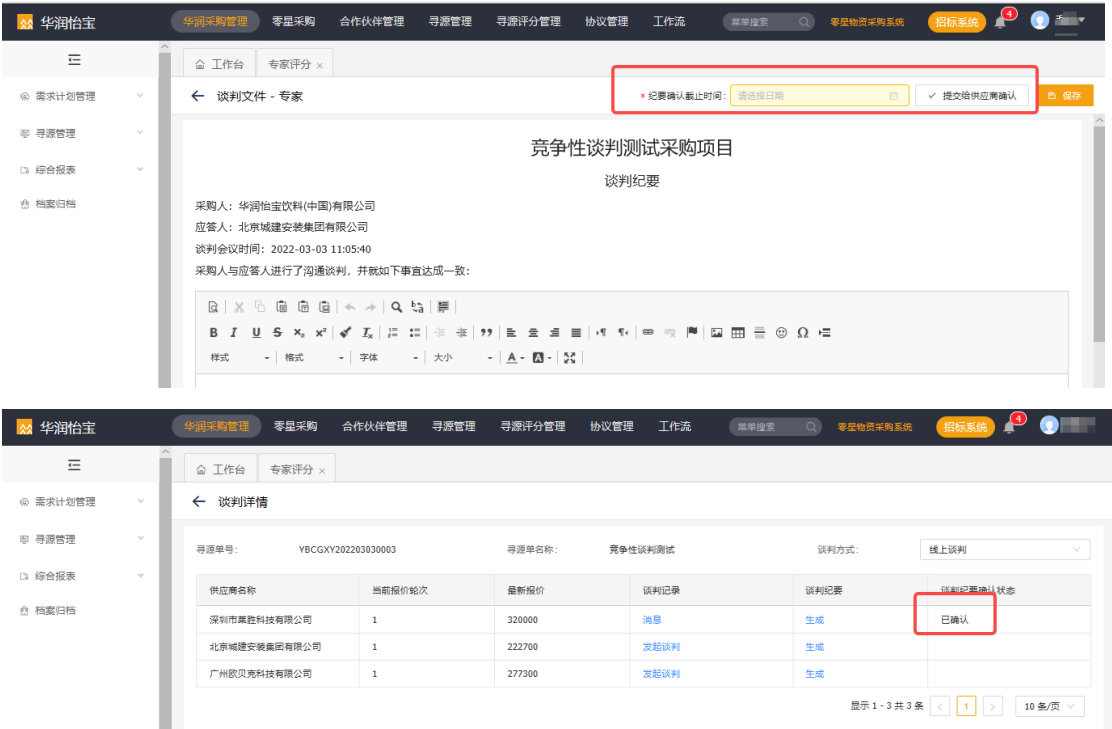 华润怡宝 华润采购管理 零星采购 合作伙伴管理 寻源管理 寻源评分管理 协议管理 工作流 菜单搜索 零星物资采购系统 招标系统 4
工作台 专家评分 ×
需求计划管理
寻源管理
综合报表
档案归档
← 谈判文件 - 专家 * 纪要确认截止时间: 请选择日期 ✓ 提交给供应商确认 保存
竞争性谈判测试采购项目
谈判纪要
采购人：华润怡宝饮料(中国)有限公司
应答人：北京城建安装集团有限公司
谈判会议时间：2022-03-03 11:05:40
采购人与应答人进行了沟通谈判，并就如下事宜达成一致：
B I U S x₂ x² Iₓ Ω
样式 格式 字体 大小 A A
华润怡宝 华润采购管理 零星采购 合作伙伴管理 寻源管理 寻源评分管理 协议管理 工作流 菜单搜索 零星物资采购系统 招标系统 4
工作台 专家评分 ×
需求计划管理
寻源管理
综合报表
档案归档
← 谈判详情
寻源单号: YBCGXY202203030003 寻源单名称: 竞争性谈判测试 谈判方式: 线上谈判
供应商名称 当前报价轮次 最新报价 谈判记录 谈判纪要 谈判纪要确认状态
深圳市莱胜科技有限公司 1 320000 消息 生成 已确认
北京城建安装集团有限公司 1 222700 发起谈判 生成
广州欧贝克科技有限公司 1 277300 发起谈判 生成
显示 1 - 3 共 3 条 < 1 > 10 条/页